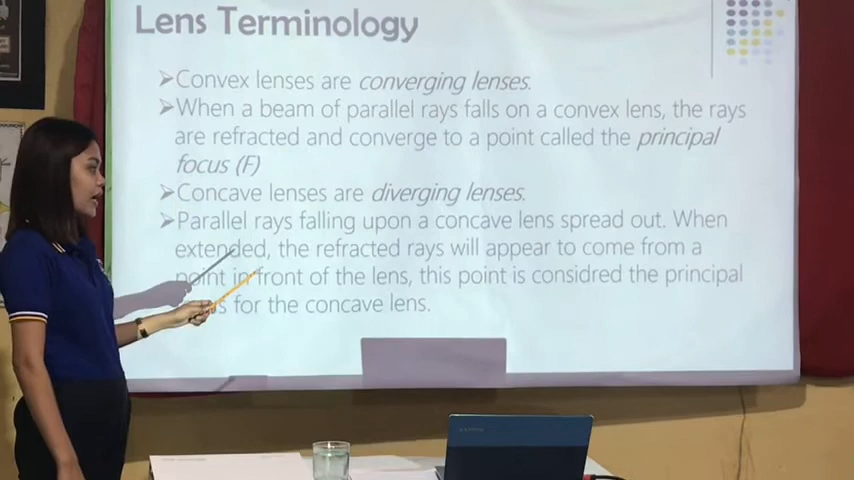 Lens Terminology
➢Convex lenses are converging lenses.
➢When a beam of parallel rays falls on a convex lens, the rays
are refracted and converge to a point called the principal
focus (F)
➢Concave lenses are diverging lenses.
➢Parallel rays falling upon a concave lens spread out. When
extended, the refracted rays will appear to come from a
point in front of the lens, this point is considred the principal
for the concave lens.